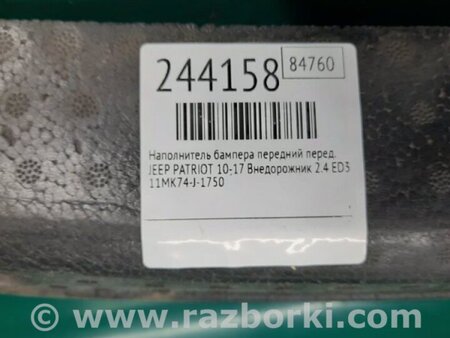 244158
84760
Наполнитель бампера передний перед.
JEEP PATRIOT 10-17 Внедорожник 2.4 ED3
11MK74-J-1750
www.razborki.com